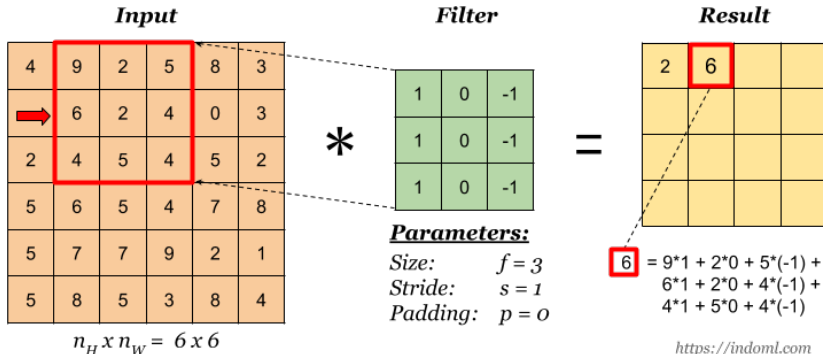 Input Filter Result
4 9 2 5 8 3
6 2 4 0 3
2 4 5 4 5 2
5 6 5 4 7 8
5 7 7 9 2 1
5 8 5 3 8 4
n_H x n_W = 6 x 6
*
1 0 -1
1 0 -1
1 0 -1
Parameters:
Size: f = 3
Stride: s = 1
Padding: p = 0
=
2 6
6 = 9*1 + 2*0 + 5*(-1) +
6*1 + 2*0 + 4*(-1) +
4*1 + 5*0 + 4*(-1)
https://indoml.com